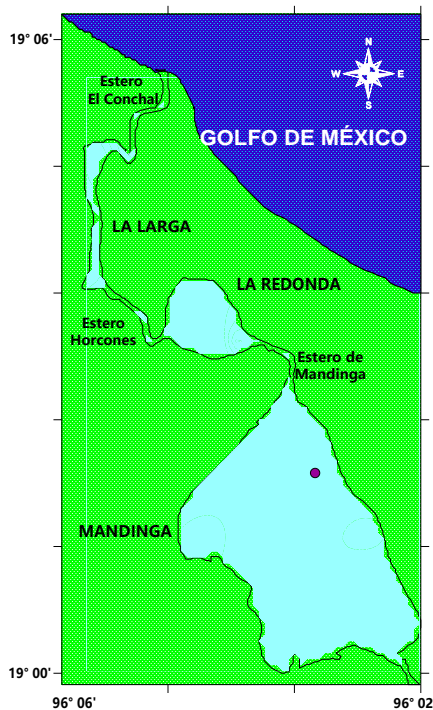 19° 06'
N
W
E
S
Estero
El Conchal
GOLFO DE MÉXICO
LA LARGA
LA REDONDA
Estero
Horcones
Estero de
Mandinga
MANDINGA
19° 00'
96° 06'
96° 02